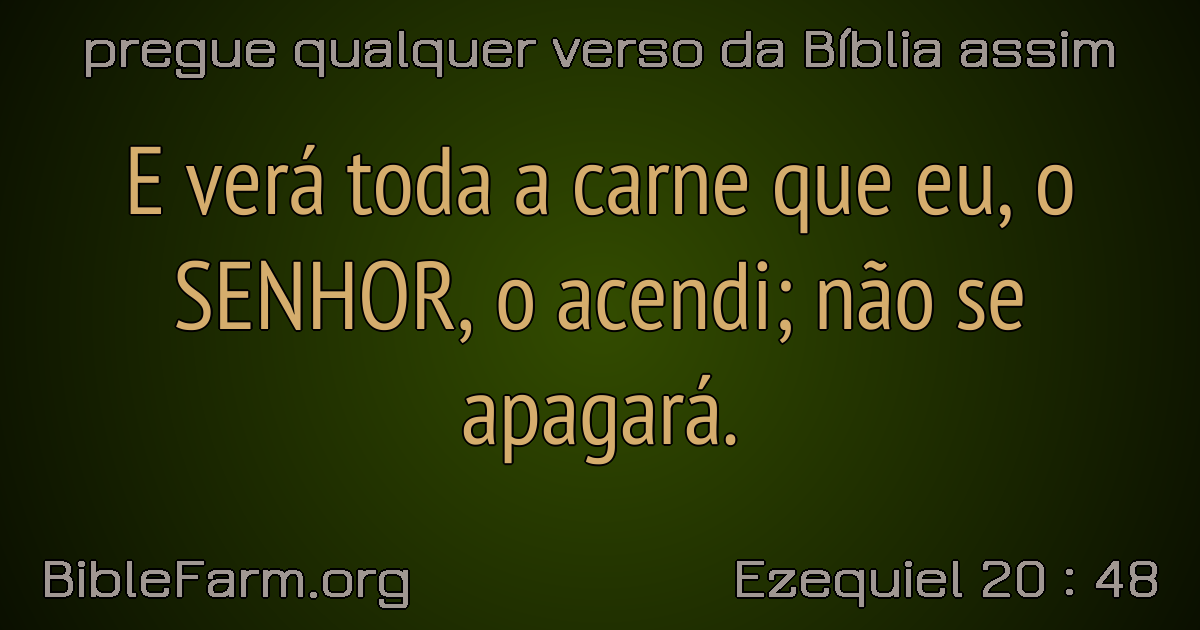 pregue qualquer verso da Bíblia assim
E verá toda a carne que eu, o
SENHOR, o acendi; não se
apagará.
BibleFarm.org
Ezequiel 20 : 48